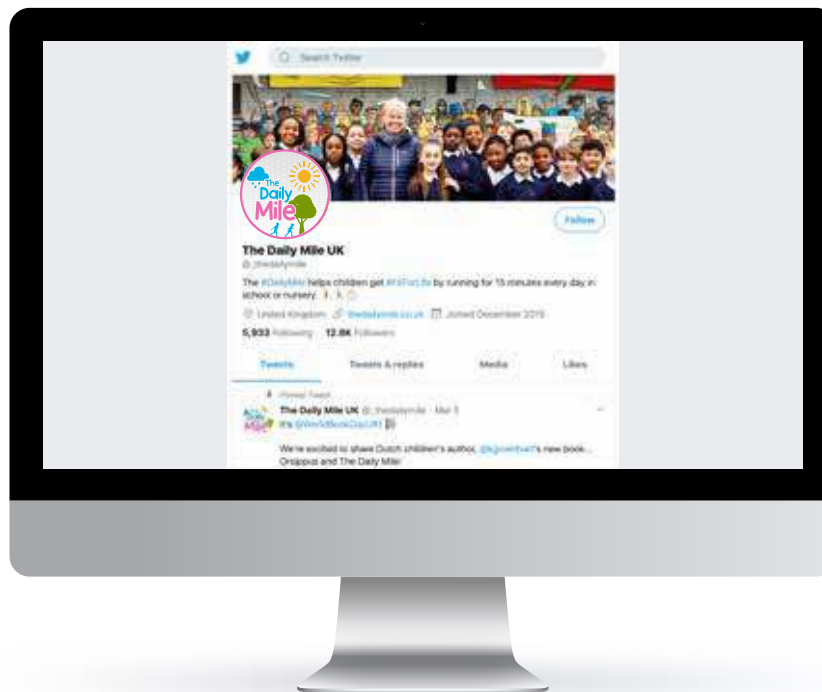 Search Twitter
The
Daily
Mile
Follow
The Daily Mile UK
@_thedailymile
The #DailyMile helps children get #FitForLife by running for 15 minutes every day in
school or nursery.
United Kingdom thedailymile.co.uk Joined December 2015
5,933 Following 12.8K Followers
Tweets Tweets & replies Media Likes
Pinned Tweet
The Daily Mile UK @_thedailymile · Mar 5
It's @WorldBookDayUK!
We're excited to share Dutch children's author, 's new book...
Orsippus and The Daily Mile!